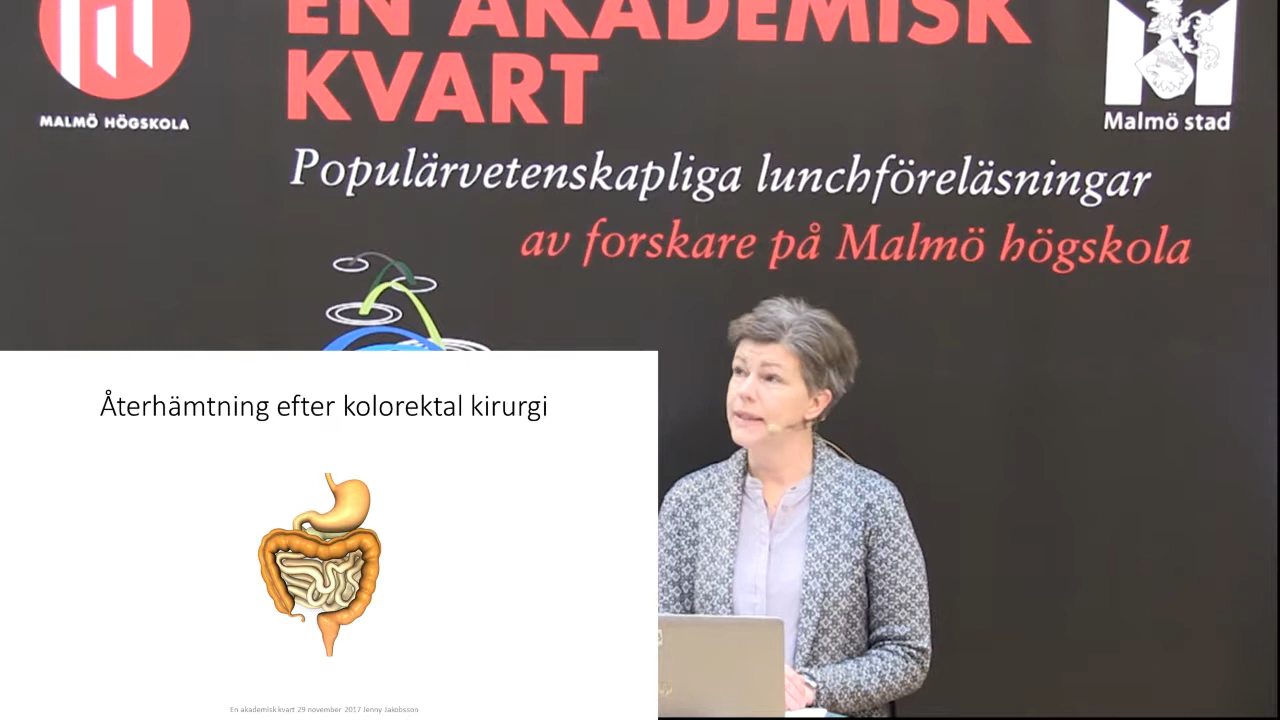 EN AKADEMISK
KVART
MALMÖ HÖGSKOLA
Malmö stad
Populärvetenskapliga lunchföreläsningar
av forskare på Malmö högskola
Återhämtning efter kolorektal kirurgi
En akademisk kvart 29 november 2017 Jenny Jakobsson